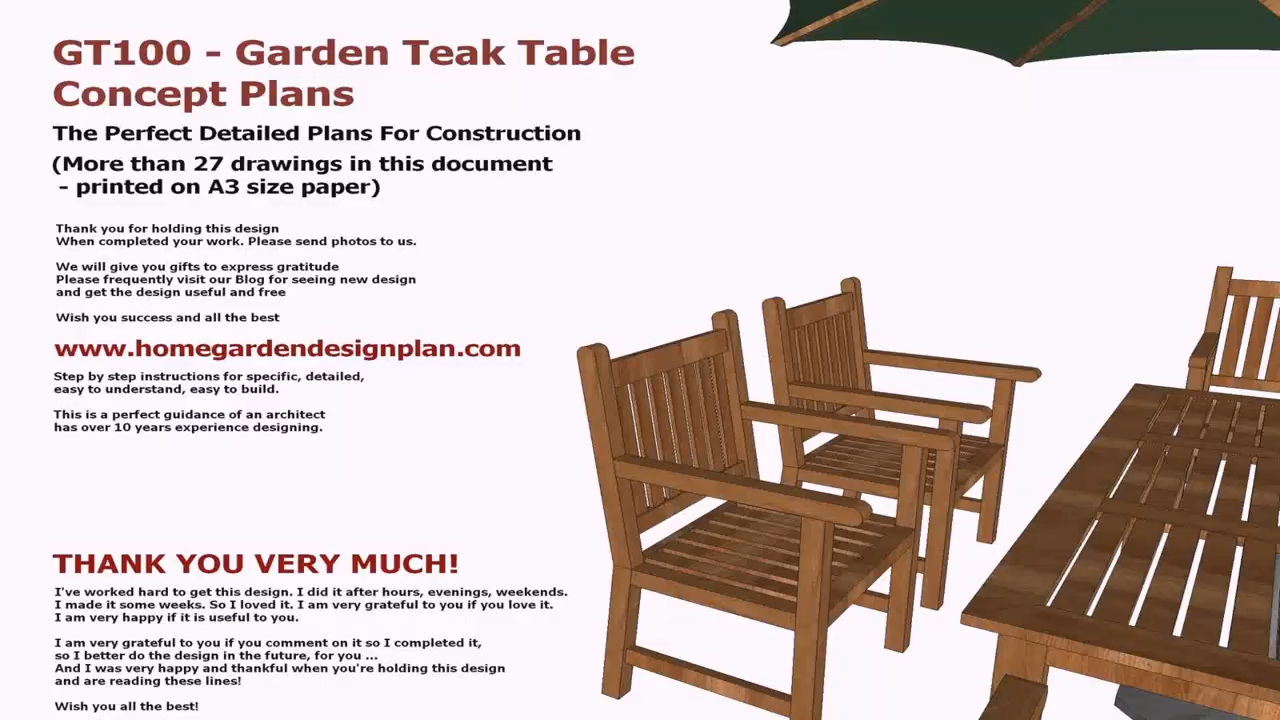 GT100 - Garden Teak Table
Concept Plans
The Perfect Detailed Plans For Construction
(More than 27 drawings in this document
- printed on A3 size paper)
Thank you for holding this design
When completed your work. Please send photos to us.
We will give you gifts to express gratitude
Please frequently visit our Blog for seeing new design
and get the design useful and free
Wish you success and all the best
www.homegardendesignplan.com
Step by step instructions for specific, detailed,
easy to understand, easy to build.
This is a perfect guidance of an architect
has over 10 years experience designing.
THANK YOU VERY MUCH!
I've worked hard to get this design. I did it after hours, evenings, weekends.
I made it some weeks. So I loved it. I am very grateful to you if you love it.
I am very happy if it is useful to you.
I am very grateful to you if you comment on it so I completed it,
so I better do the design in the future, for you ...
And I was very happy and thankful when you're holding this design
and are reading these lines!
Wish you all the best!